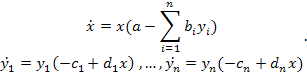 ẋ = x(a − ∑_{i=1}^{n} b_i y_i)
ẏ_1 = y_1(−c_1 + d_1 x) , … , ẏ_n = y_n(−c_n + d_n x) .